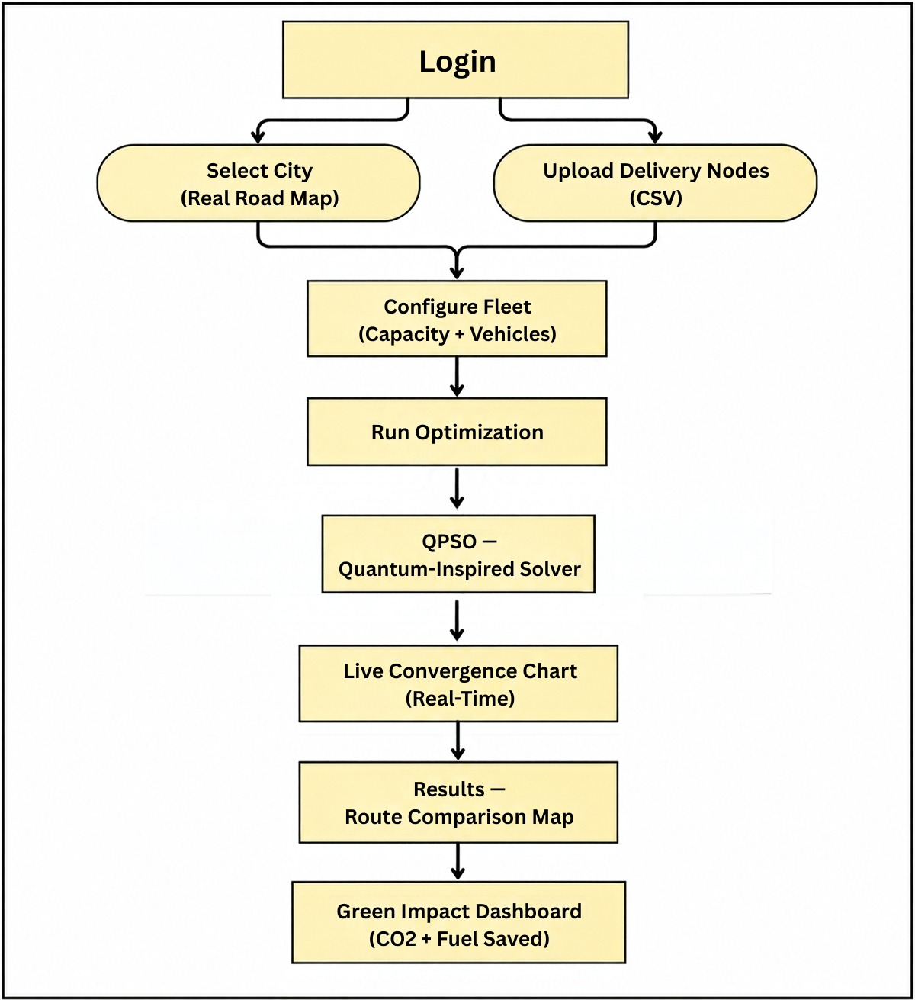 Login
Select City
(Real Road Map)
Upload Delivery Nodes
(CSV)
Configure Fleet
(Capacity + Vehicles)
Run Optimization
QPSO —
Quantum-Inspired Solver
Live Convergence Chart
(Real-Time)
Results —
Route Comparison Map
Green Impact Dashboard
(CO2 + Fuel Saved)